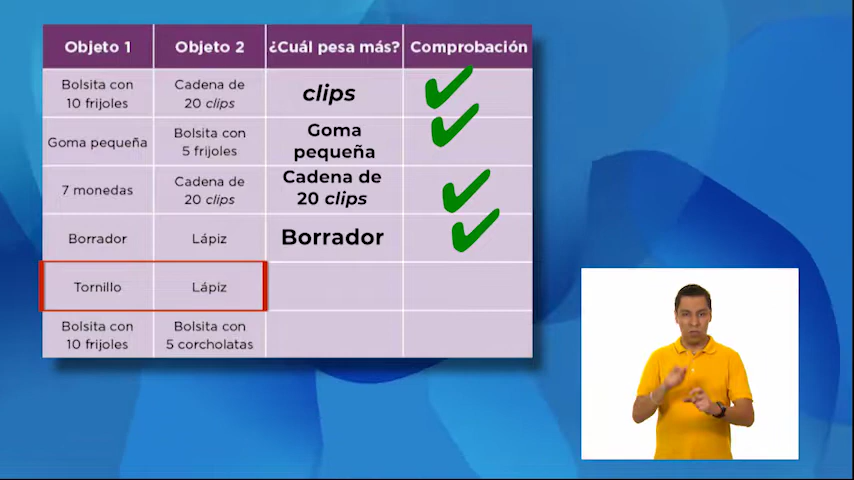 Objeto 1 Objeto 2 ¿Cuál pesa más? Comprobación
Bolsita con
10 frijoles
Cadena de
20 clips
clips
Goma pequeña
Bolsita con
5 frijoles
Goma
pequeña
7 monedas
Cadena de
20 clips
Cadena de
20 clips
Borrador
Lápiz
Borrador
Tornillo
Lápiz
Bolsita con
10 frijoles
Bolsita con
5 corcholatas